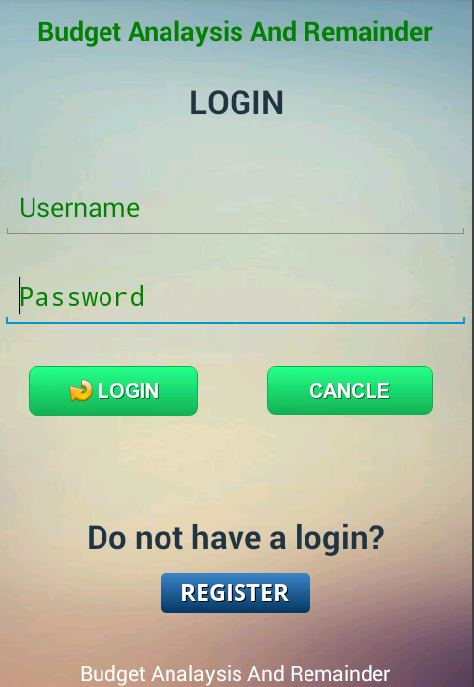 Budget Analaysis And Remainder
LOGIN
Username
Password
LOGIN
CANCLE
Do not have a login?
REGISTER
Budget Analaysis And Remainder